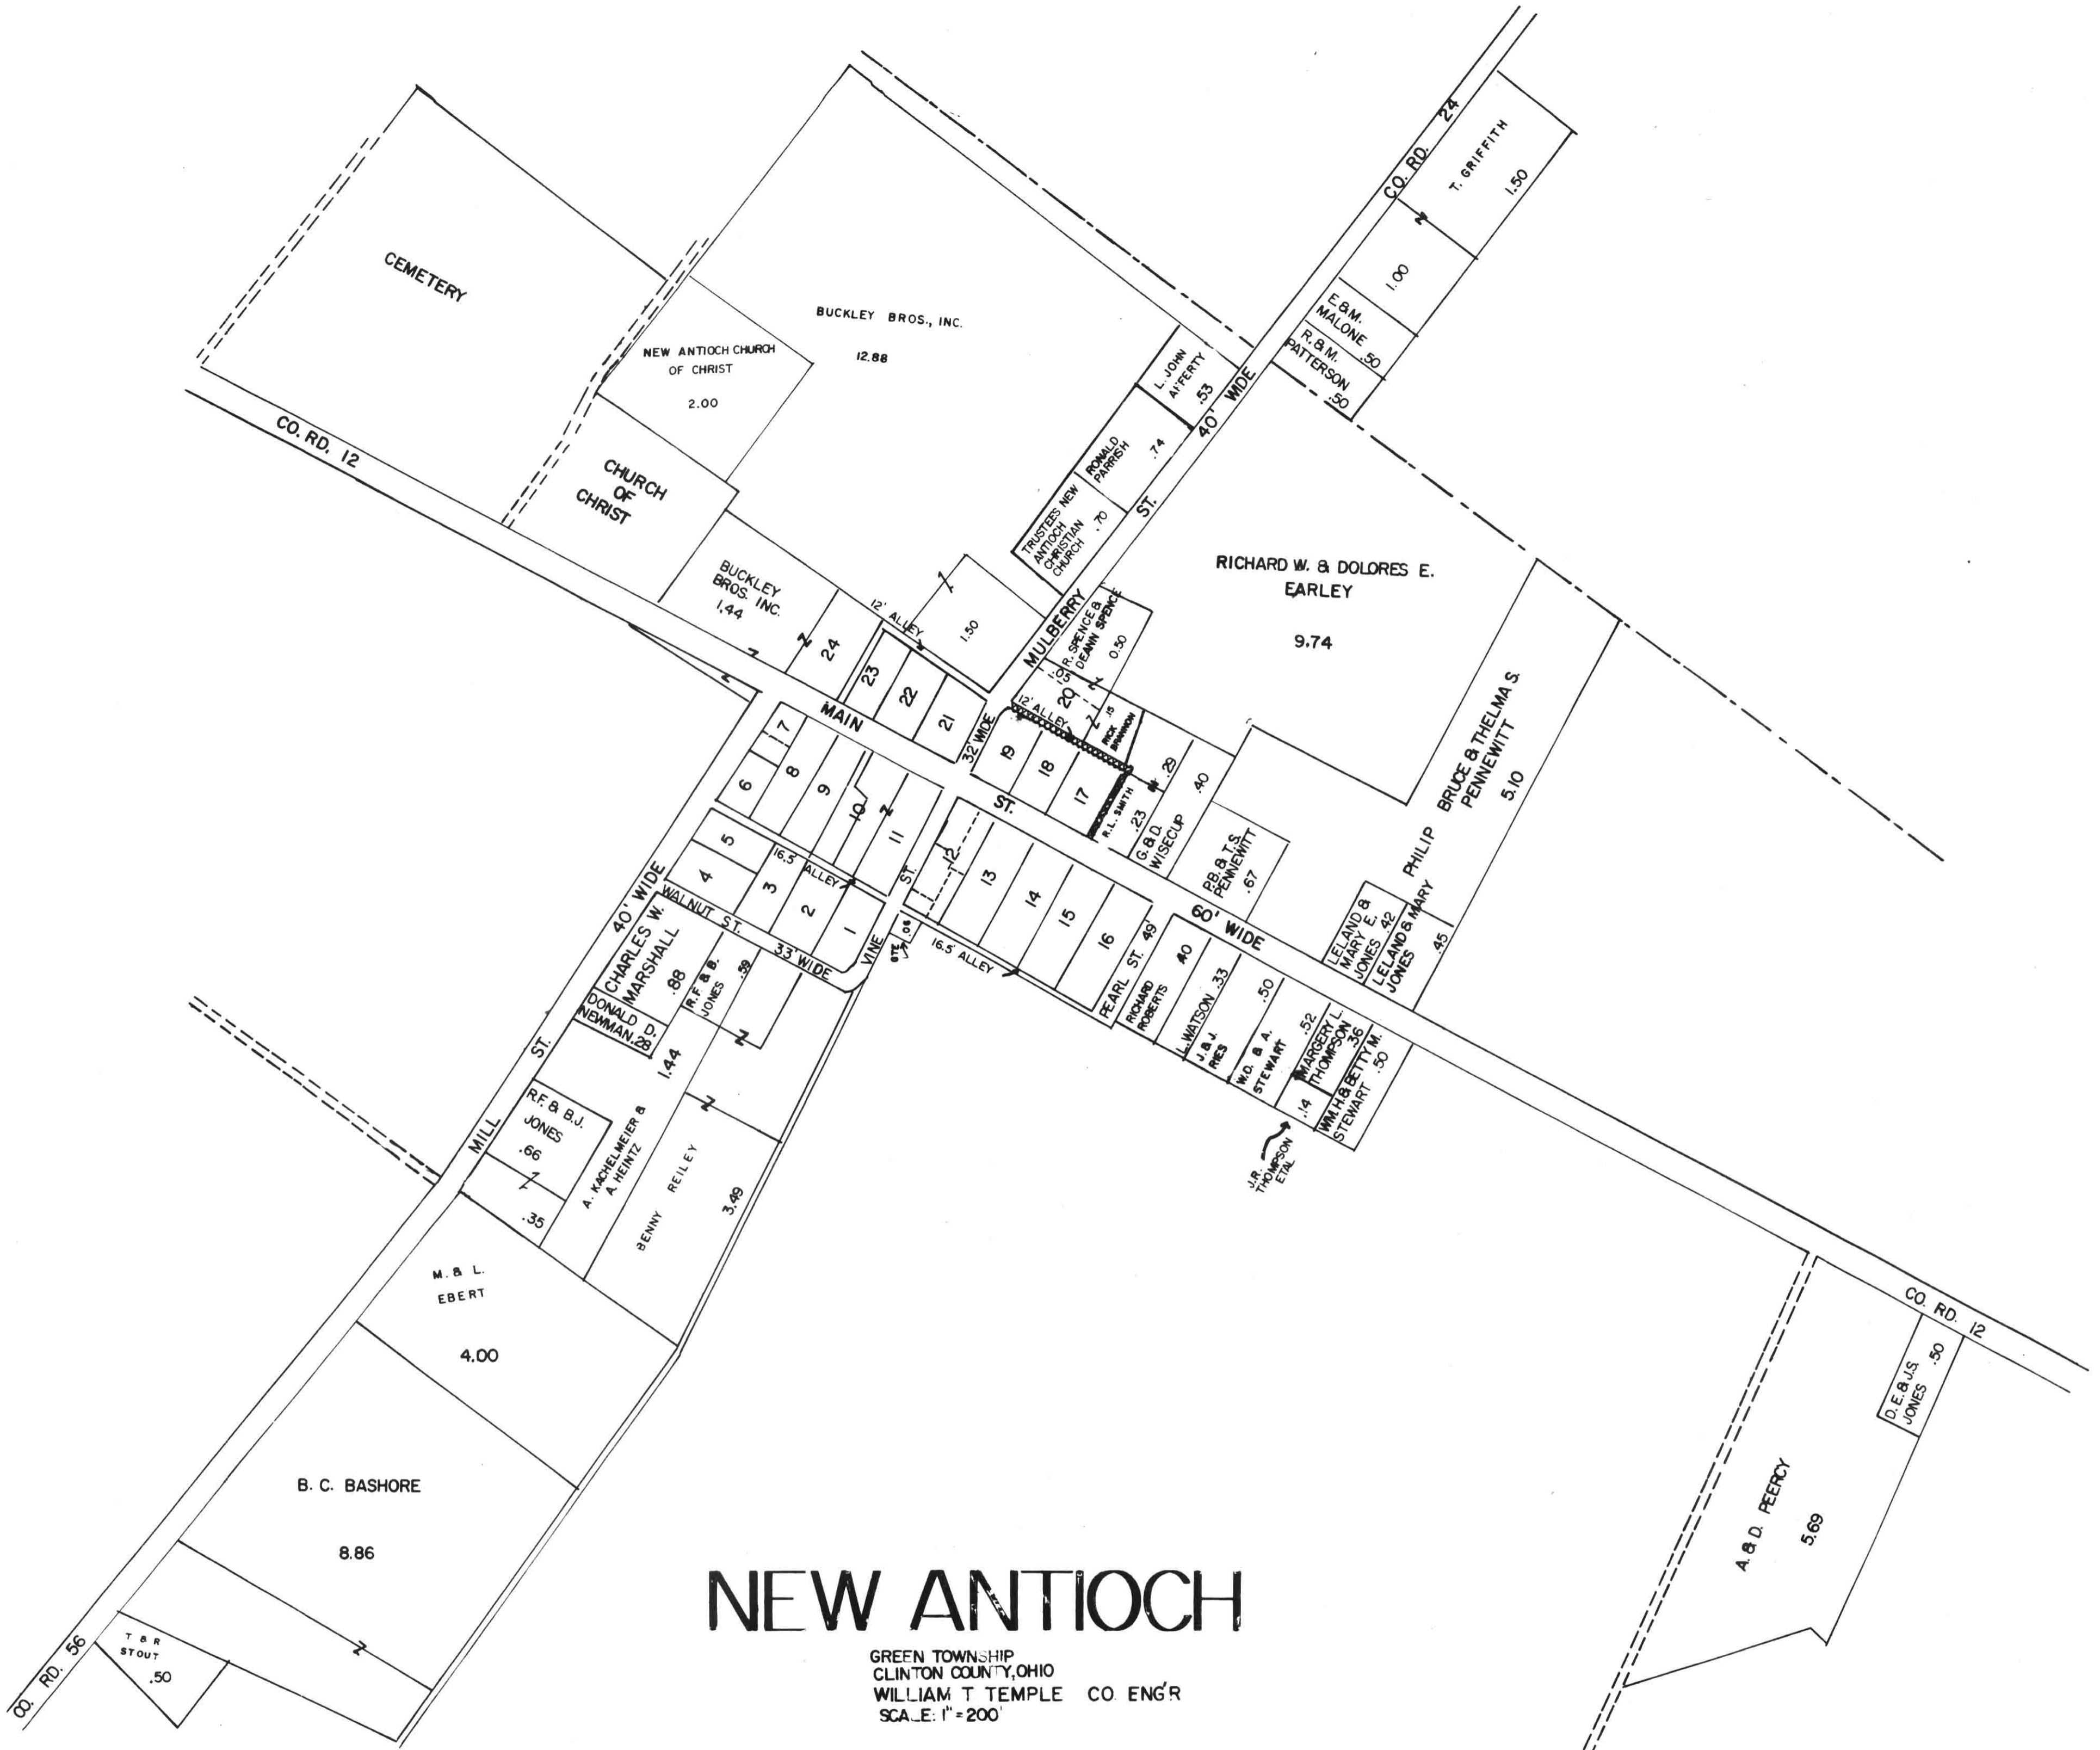 CO. RD. 24
T. GRIFFITH
1.50
1.00
E. & M.
MALONE .50
R. & M.
PATTERSON
.50
CEMETERY
BUCKLEY BROS., INC.
12.88
NEW ANTIOCH CHURCH
OF CHRIST
2.00
CO. RD. 12
CHURCH
OF
CHRIST
BUCKLEY
BROS. INC.
1.44
L. JOHN
.53
40' WIDE
RONALD
PARRISH
.74
TRUSTEES NEW
ANTIOCH
CHRISTIAN
CHURCH .70
MULBERRY ST.
RICHARD W. & DOLORES E.
EARLEY
9.74
R. SPENCE &
DEANN SPENCE
0.50
12' ALLEY
1.50
24
23
22
21
32' WIDE
20
.15
12' ALLEY
.15
RICK
BRANNON
19
18
17
R.L. SMITH
.23
.29
G. & D.
WISECUP
.40
P.B. & T.S.
PENNEWITT
.67
PHILIP BRUCE & THELMA S.
PENNEWITT
5.10
LELAND &
MARY E.
JONES .42
LELAND & MARY
JONES
.45
MAIN ST.
60' WIDE
7
6
8
9
10
11
5
4
3
2
1
16.5' ALLEY
WALNUT ST.
33' WIDE
VINE ST.
12
13
14
15
16
GTE
.06
16.5' ALLEY
PEARL ST. 49'
RICHARD
ROBERTS
L. WATSON .33
J. & J.
RIES
W.D. & A.
STEWART
.50
.52
MARGERY L.
THOMPSON
.36
WM. H. & BETTY M.
STEWART .50
.14
J.R.
THOMPSON
ETAL
MILL ST.
40' WIDE
CHARLES W.
MARSHALL
.88
R.F. & B.
JONES
.59
DONALD D.
NEWMAN .28
1.44
R.F. & B.J.
JONES
.66
.35
A. KACHELMEIER &
A. HEINTZ
BENNY REILEY
3.49
M. & L.
EBERT
4.00
B. C. BASHORE
8.86
CO. RD. 56
T & R
STOUT
.50
CO. RD. 12
D. E. & J.S.
JONES
.50
A. & D. PEERCY
5.69
NEW ANTIOCH
GREEN TOWNSHIP
CLINTON COUNTY, OHIO
WILLIAM T TEMPLE CO. ENG'R
SCALE: 1" = 200'